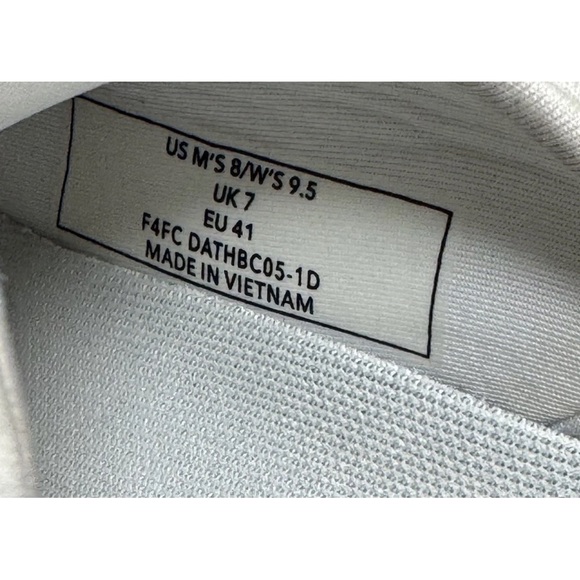 US M'S 8/W'S 9.5
UK 7
EU 41
F4FC DATHBC05-1D
MADE IN VIETNAM